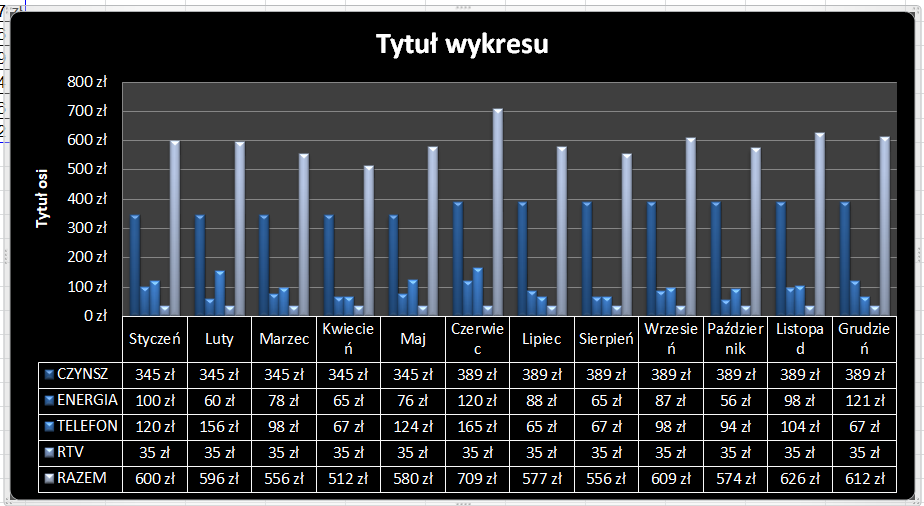 7 zł
Tytuł wykresu
800 zł
700 zł
600 zł
500 zł
400 zł
300 zł
200 zł
100 zł
0 zł
Tytuł osi
Styczeń Luty Marzec Kwiecień Maj Czerwiec Lipiec Sierpień Wrzesień Październik Listopad Grudzień
CZYNSZ 345 zł 345 zł 345 zł 345 zł 345 zł 389 zł 389 zł 389 zł 389 zł 389 zł 389 zł 389 zł
ENERGIA 100 zł 60 zł 78 zł 65 zł 76 zł 120 zł 88 zł 65 zł 87 zł 56 zł 98 zł 121 zł
TELEFON 120 zł 156 zł 98 zł 67 zł 124 zł 165 zł 65 zł 67 zł 98 zł 94 zł 104 zł 67 zł
RTV 35 zł 35 zł 35 zł 35 zł 35 zł 35 zł 35 zł 35 zł 35 zł 35 zł 35 zł 35 zł
RAZEM 600 zł 596 zł 556 zł 512 zł 580 zł 709 zł 577 zł 556 zł 609 zł 574 zł 626 zł 612 zł